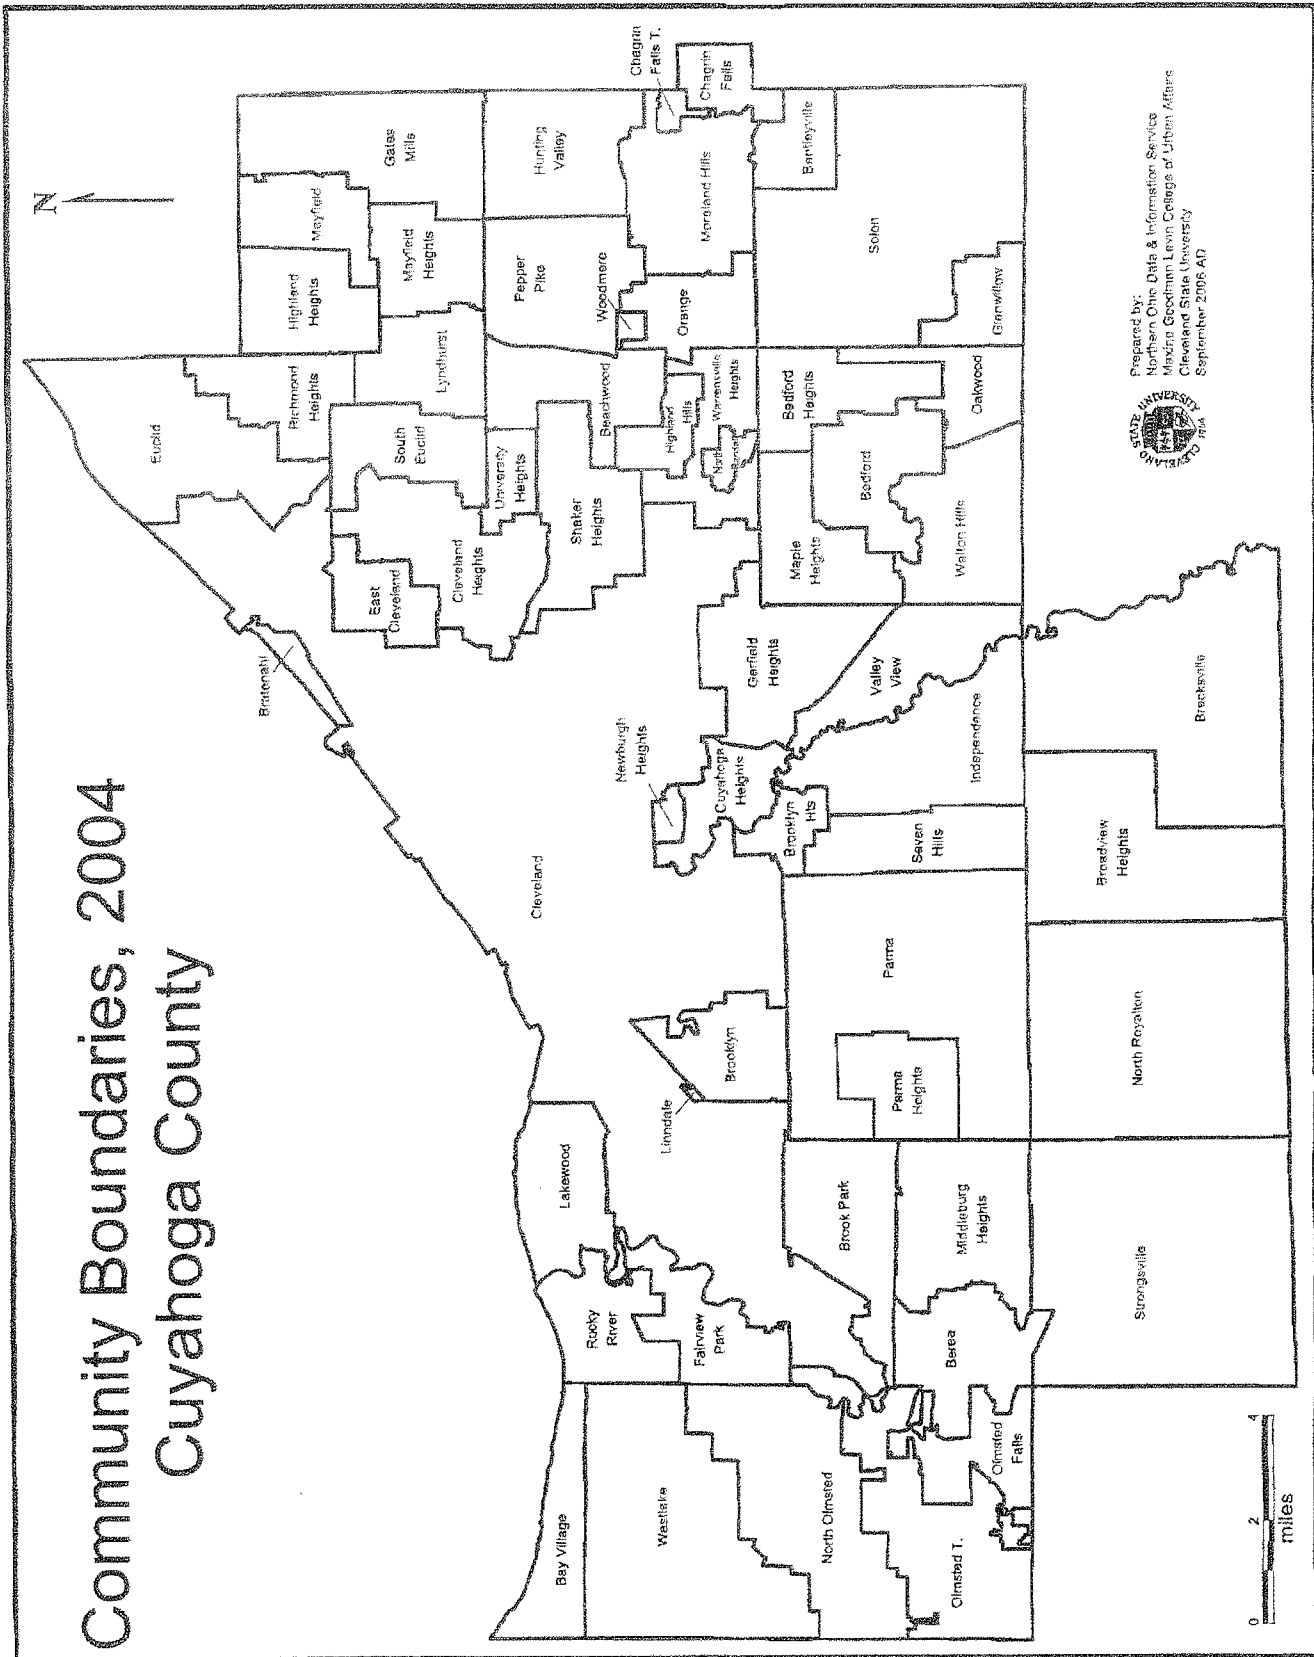 Community Boundaries, 2004
Cuyahoga County
N
Euclid
Bratenahl
Richmond
Heights
Highland
Heights
Mayfield
Gates
Mills
Mayfield
Heights
Lyndhurst
South
Euclid
East
Cleveland
Cleveland
Heights
University
Heights
Pepper
Pike
Hunting
Valley
Cleveland
Shaker
Heights
Beachwood
Woodmere
Chagrin
Falls T.
Chagrin
Falls
Bay Village
Lakewood
Rocky
River
Westlake
Fairview
Park
Linndale
Brooklyn
Newburgh
Heights
Cuyahoga
Heights
Highland
Hills
Warrensville
Heights
North
Randall
Orange
Moreland Hills
Garfield
Heights
Maple
Heights
Bedford
Heights
Bentleyville
Brooklyn
Hts
North Olmsted
Brook Park
Parma
Heights
Parma
Seven
Hills
Valley
View
Independence
Bedford
Solon
Olmsted T.
Olmsted
Falls
Berea
Middleburg
Heights
Walton Hills
Oakwood
Glenwillow
Strongsville
North Royalton
Broadview
Heights
Brecksville
0 2 4
miles
CLEVELAND STATE UNIVERSITY
1964
Prepared by:
Northern Ohio Data & Information Service
Maxine Goodman Levin College of Urban Affairs
Cleveland State University
September 2006 AD